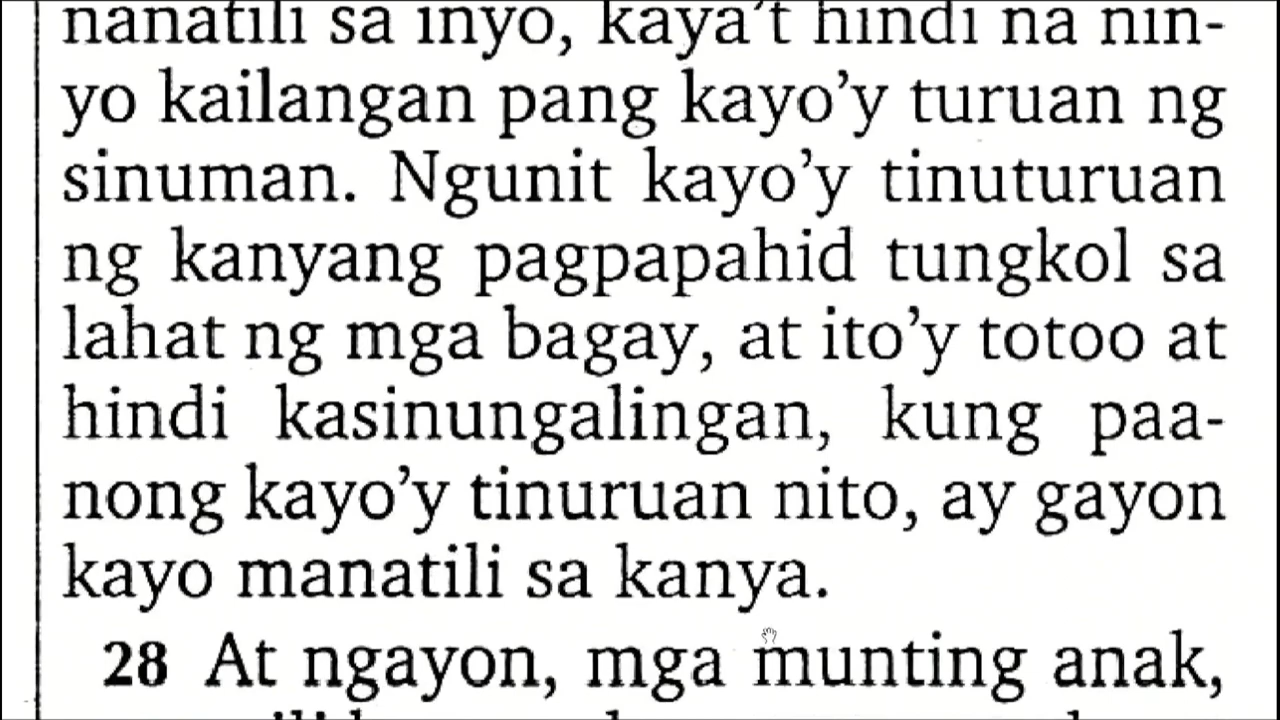 nanatili sa inyo, kaya’t hindi na nin-
yo kailangan pang kayo’y turuan ng
sinuman. Ngunit kayo’y tinuturuan
ng kanyang pagpapahid tungkol sa
lahat ng mga bagay, at ito’y totoo at
hindi kasinungalingan, kung paa-
nong kayo’y tinuruan nito, ay gayon
kayo manatili sa kanya.
28 At ngayon, mga munting anak,